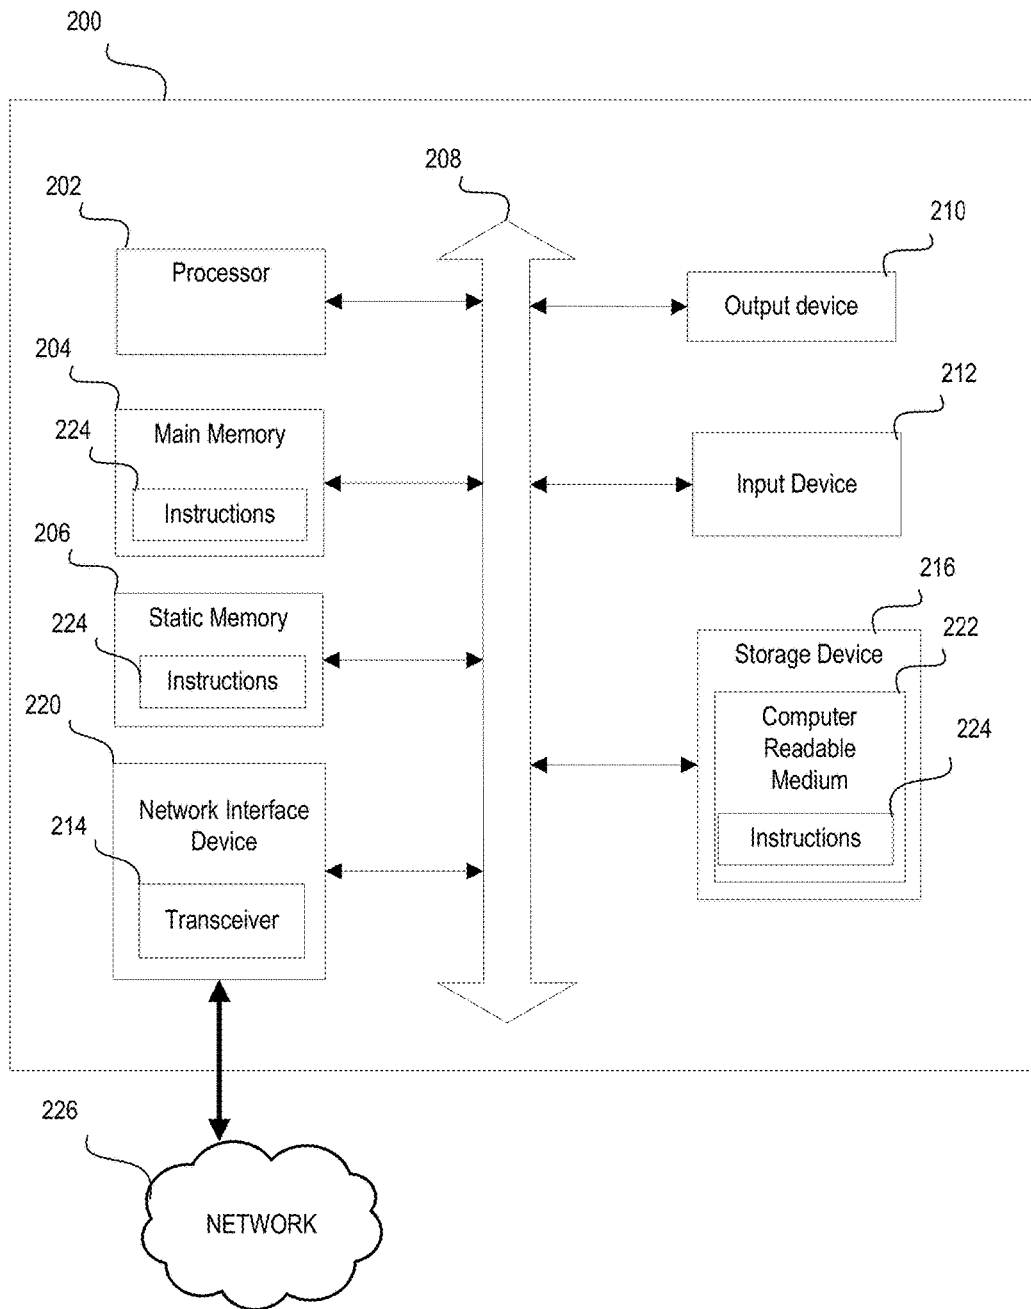 200
208
202
Processor
210
Output device
204
224
Main Memory
Instructions
212
Input Device
206
224
Static Memory
Instructions
216
222
Storage Device
Computer
Readable
Medium
224
Instructions
220
214
Network Interface
Device
Transceiver
226
NETWORK